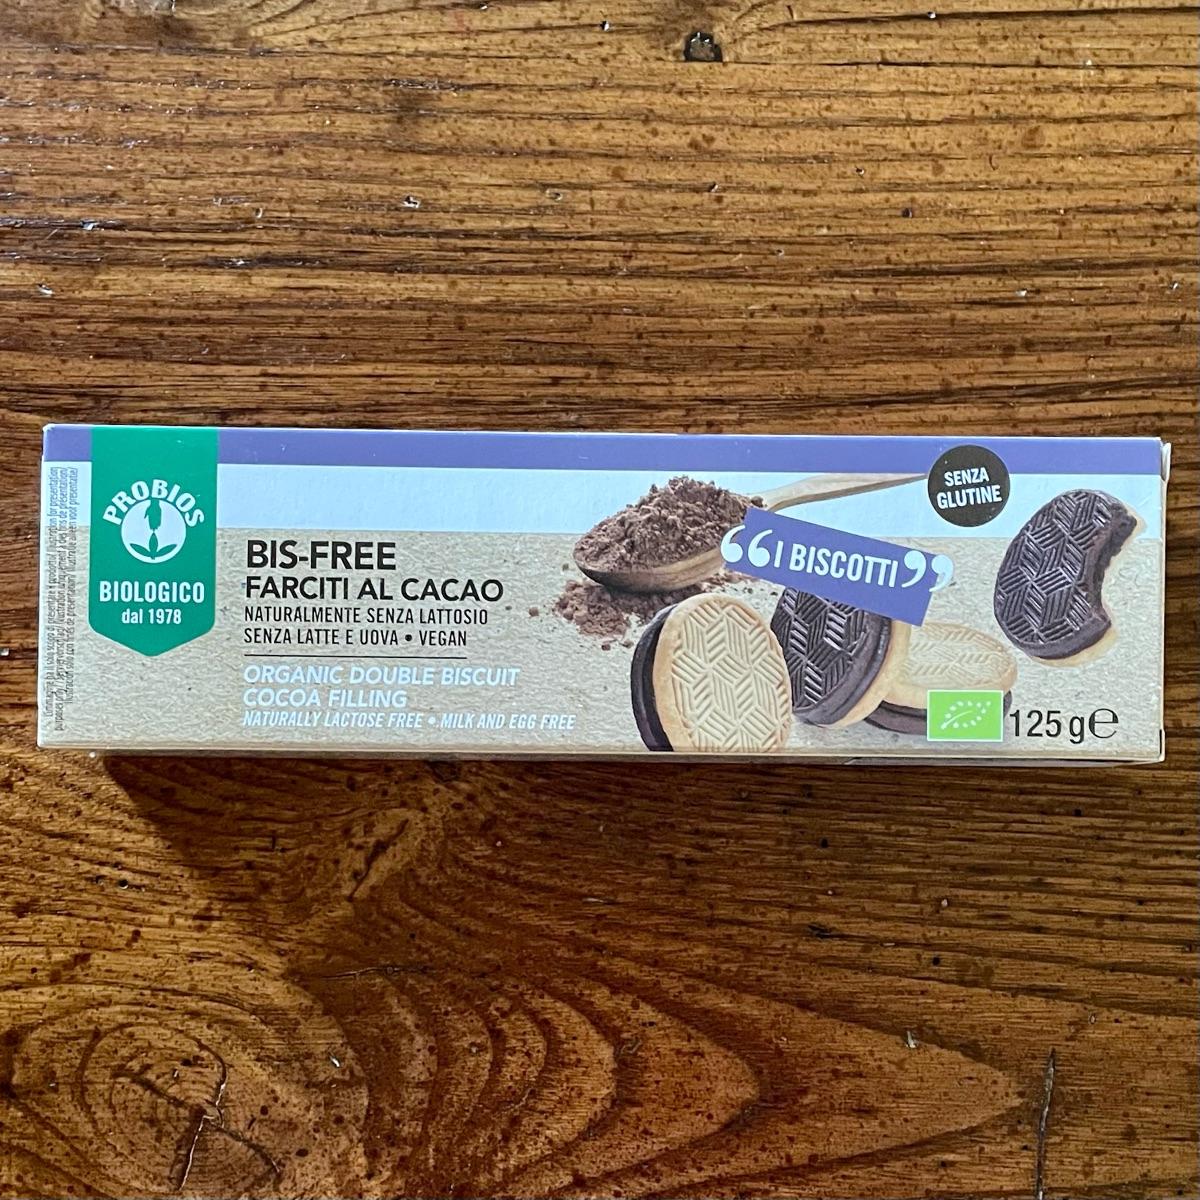 PROBIOS
BIOLOGICO
dal 1978
BIS-FREE
FARCITI AL CACAO
NATURALMENTE SENZA LATTOSIO
SENZA LATTE E UOVA • VEGAN
ORGANIC DOUBLE BISCUIT
COCOA FILLING
NATURALLY LACTOSE FREE • MILK AND EGG FREE
“I BISCOTTI”
SENZA
GLUTINE
125 g e